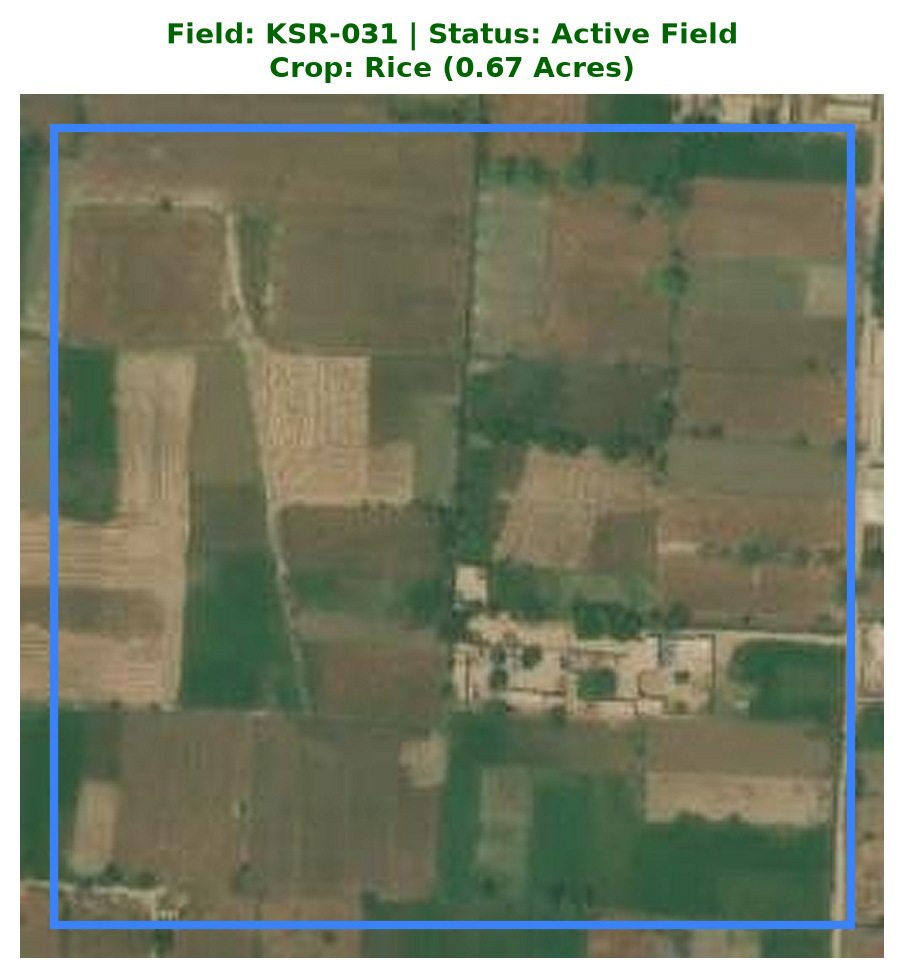 Field: KSR-031 | Status: Active Field
Crop: Rice (0.67 Acres)